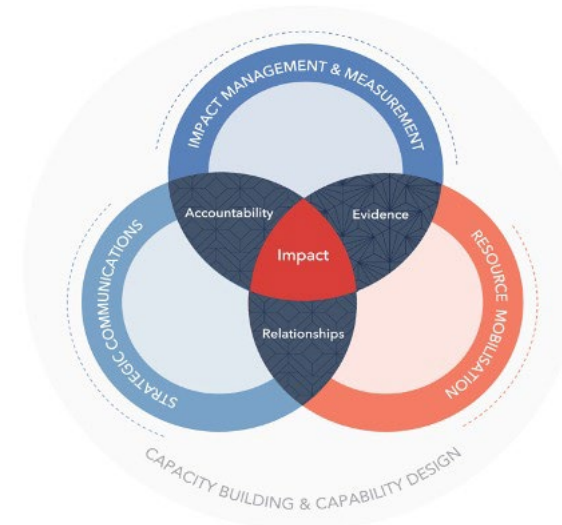 IMPACT MANAGEMENT & MEASUREMENT
Accountability
Evidence
Impact
STRATEGIC COMMUNICATIONS
RESOURCE MOBILISATION
Relationships
CAPACITY BUILDING & CAPABILITY DESIGN